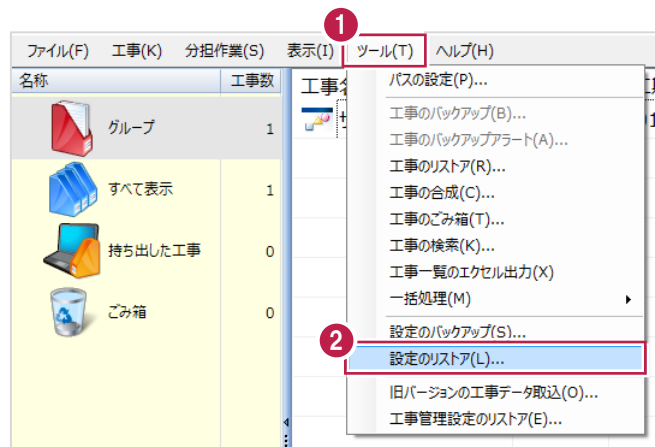 1
ファイル(F) 工事(K) 分担作業(S) 表示(I) ツール(T) ヘルプ(H)
名称 工事数 工事
グループ 1
すべて表示 1
持ち出した工事 0
ごみ箱 0
パスの設定(P)...
工事のバックアップ(B)...
工事のバックアップアラート(A)...
工事のリストア(R)...
工事の合成(C)...
工事のごみ箱(T)...
工事の検索(K)...
工事一覧のエクセル出力(X)
一括処理(M)
設定のバックアップ(S)...
2
設定のリストア(L)...
旧バージョンの工事データ取込(O)...
工事管理設定のリストア(E)...